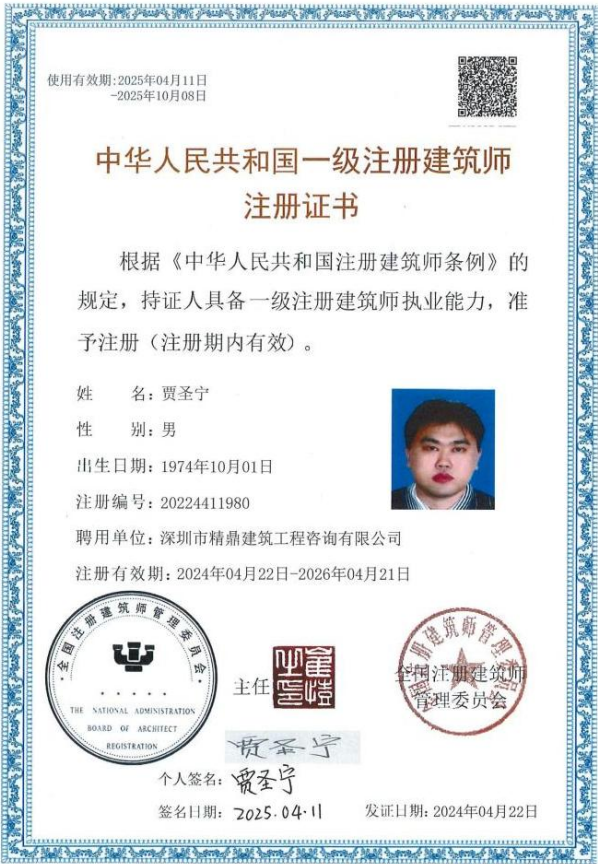 使用有效期:2025年04月11日
-2025年10月08日
中华人民共和国一级注册建筑师
注册证书
根据《中华人民共和国注册建筑师条例》的
规定，持证人具备一级注册建筑师执业能力，准
予注册（注册期内有效）。
姓 名: 贾圣宁
性 别: 男
出生日期: 1974年10月01日
注册编号: 20224411980
聘用单位: 深圳市精鼎建筑工程咨询有限公司
注册有效期: 2024年04月22日-2026年04月21日
全国注册建筑师管理委员会
THE NATIONAL ADMINISTRATION
BOARD OF ARCHITECT
REGISTRATION
主任
全国注册建筑师
管理委员会
贾圣宁
个人签名: 贾圣宁
签名日期: 2025.04.11
发证日期: 2024年04月22日